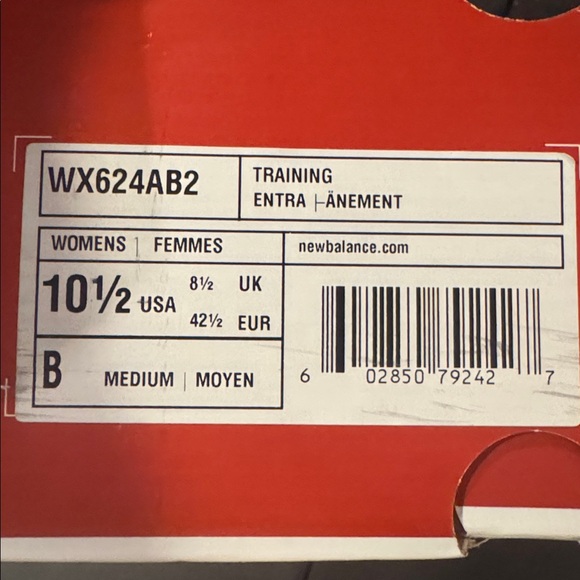 WX624AB2
TRAINING
ENTRA ├ÄNEMENT
WOMENS | FEMMES
newbalance.com
10½ USA
8½ UK
42½ EUR
B MEDIUM | MOYEN
6 02850 79242 7